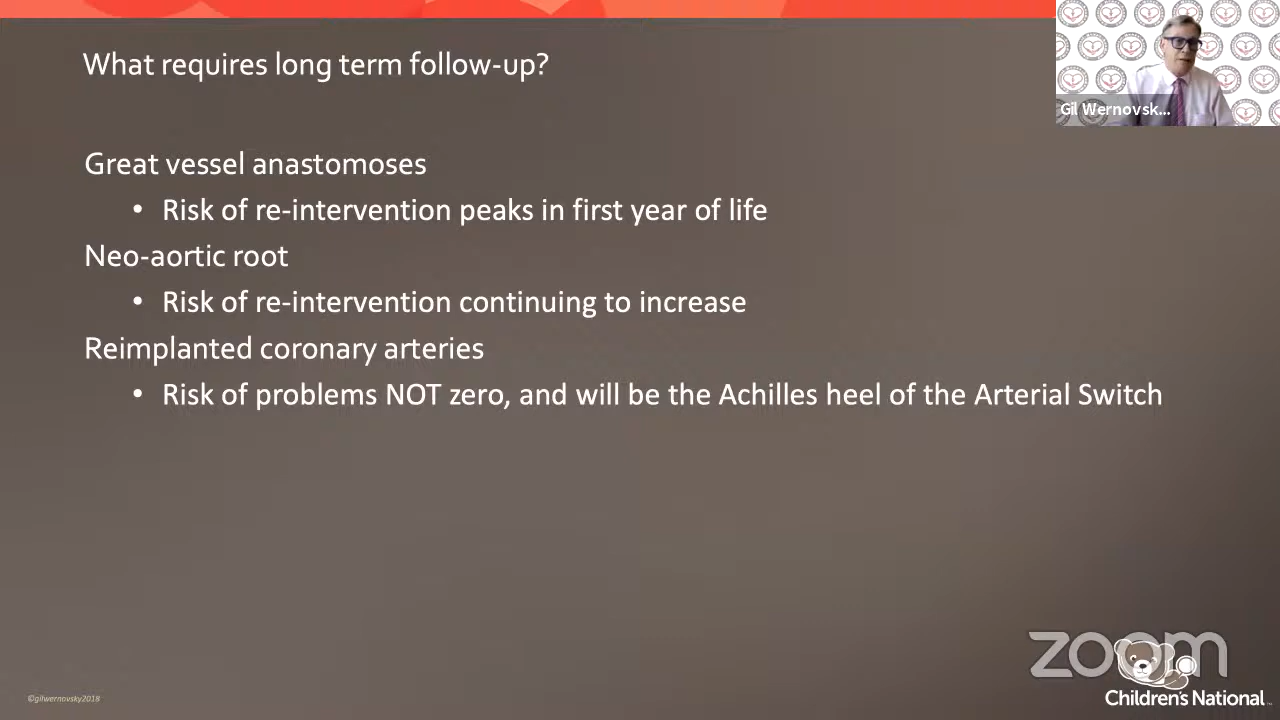 What requires long term follow-up?
Gil Wernovsk...
Great vessel anastomoses
• Risk of re-intervention peaks in first year of life
Neo-aortic root
• Risk of re-intervention continuing to increase
Reimplanted coronary arteries
• Risk of problems NOT zero, and will be the Achilles heel of the Arterial Switch
zoom
Children's National
©gilwernovsky2018